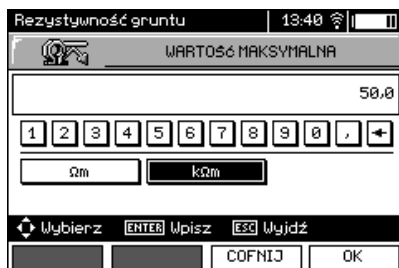 Rezystywność gruntu 13:40
WARTOŚĆ MAKSYMALNA
50,0
1 2 3 4 5 6 7 8 9 0 , ←
Ωm kΩm
Wybierz ENTER Wpisz ESC Wyjdź
COFNIJ OK